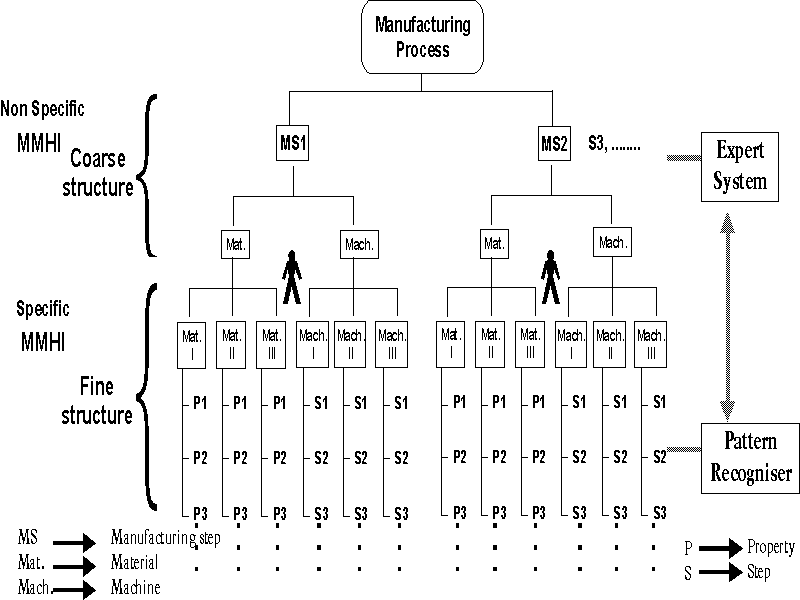 Manufacturing
Process
Non Specific
MMHI
Coarse
structure
MS1
MS2
S3, ........
Expert
System
Mat.
Mach.
Mat.
Mach.
Specific
MMHI
Fine
structure
Mat. I
Mat. II
Mat. III
Mach. I
Mach. II
Mach. III
Mat. I
Mat. II
Mat. III
Mach. I
Mach. II
Mach. III
P1 P1 P1 S1 S1 S1 P1 P1 P1 S1 S1 S1
P2 P2 P2 S2 S2 S2 P2 P2 P2 S2 S2 S2
P3 P3 P3 S3 S3 S3 P3 P3 P3 S3 S3 S3
Pattern
Recogniser
MS Manufacturing step
Mat. Material
Mach. Machine
P Property
S Step